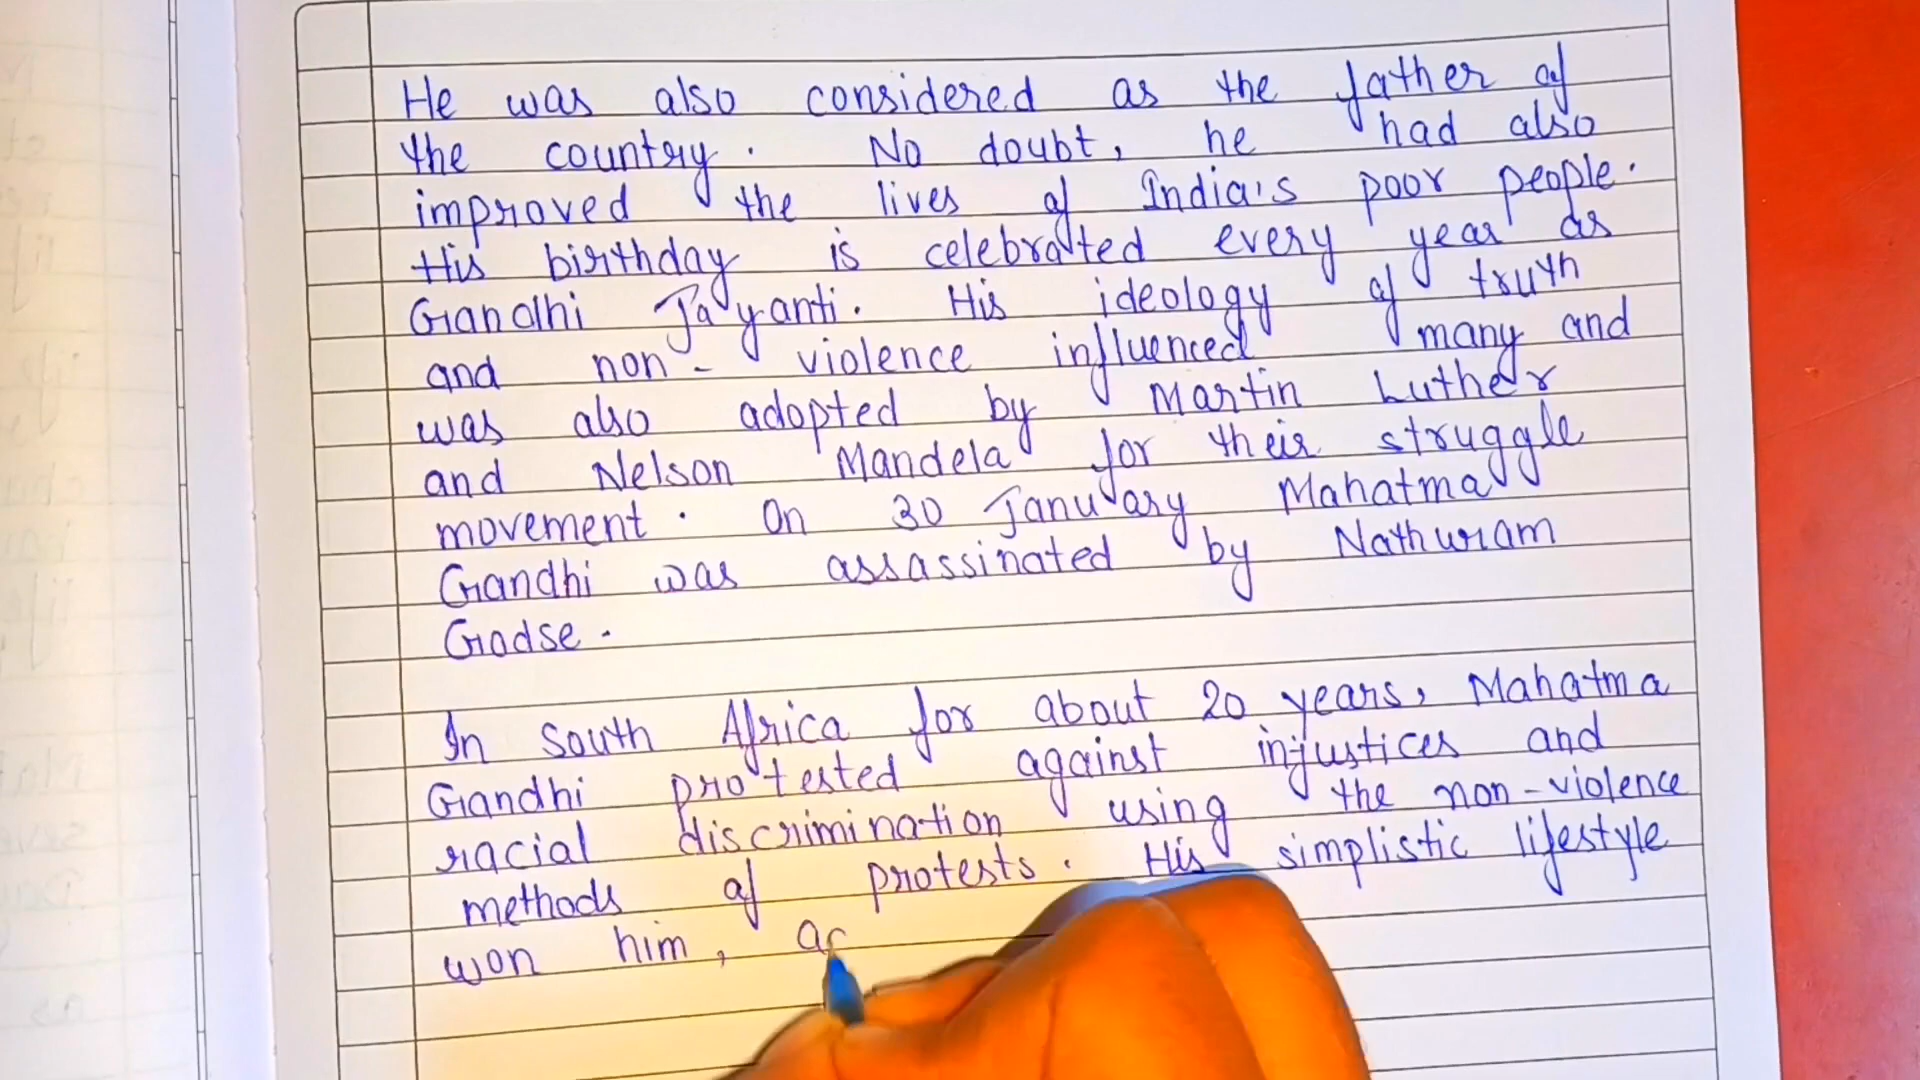 He was also considered as the father of
the country. No doubt, he had also
improved the lives of India's poor people.
His birthday is celebrated every year as
Gandhi Jayanti. His ideology of truth
and non- violence influenced many and
was also adopted by Martin Luther
and Nelson Mandela for their struggle
movement. On 30 January Mahatma
Gandhi was assassinated by Nathuram
Godse.
In South Africa for about 20 years, Mahatma
Gandhi protested against injustices and
racial discrimination using the non-violence
methods of protests. His simplistic lifestyle
won him,